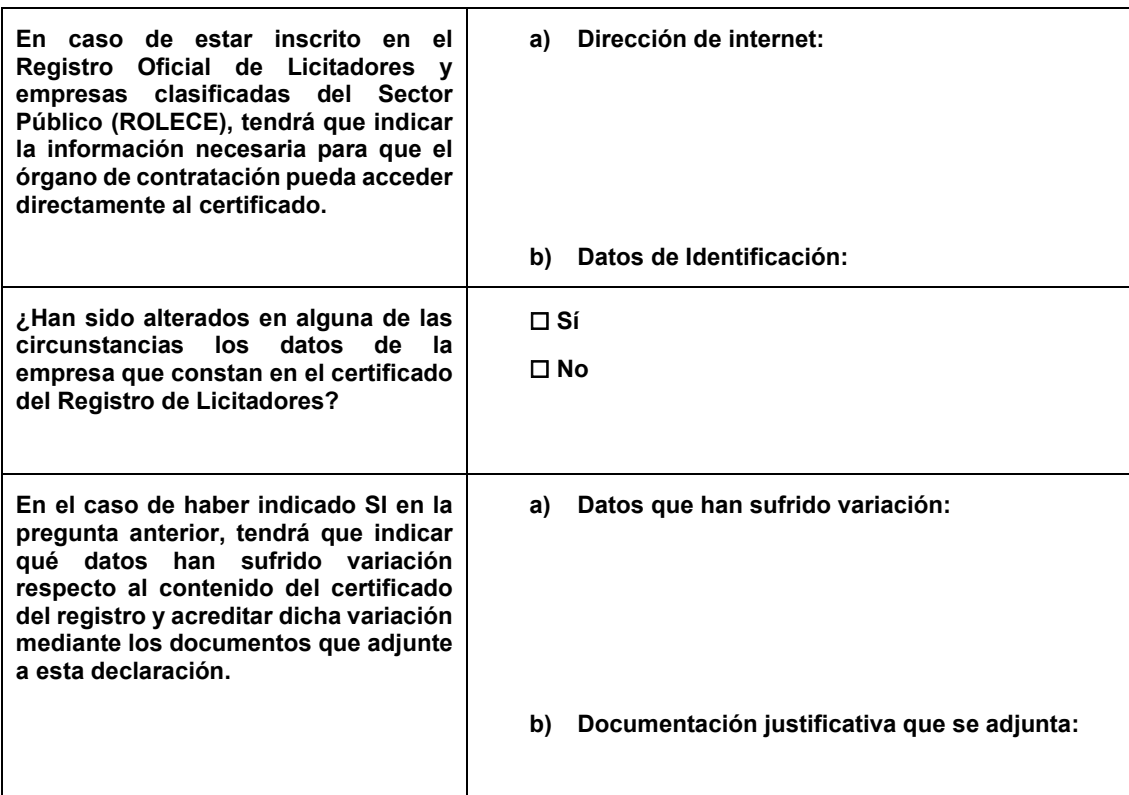 En caso de estar inscrito en el
Registro Oficial de Licitadores y
empresas clasificadas del Sector
Público (ROLECE), tendrá que indicar
la información necesaria para que el
órgano de contratación pueda acceder
directamente al certificado.
a) Dirección de internet:
b) Datos de Identificación:
¿Han sido alterados en alguna de las
circunstancias los datos de la
empresa que constan en el certificado
del Registro de Licitadores?
☐ Sí
☐ No
En el caso de haber indicado SI en la
pregunta anterior, tendrá que indicar
qué datos han sufrido variación
respecto al contenido del certificado
del registro y acreditar dicha variación
mediante los documentos que adjunte
a esta declaración.
a) Datos que han sufrido variación:
b) Documentación justificativa que se adjunta: